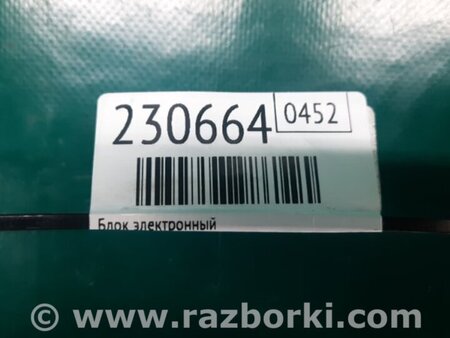 230664 0452
Блок электронный
© www.razborki.com